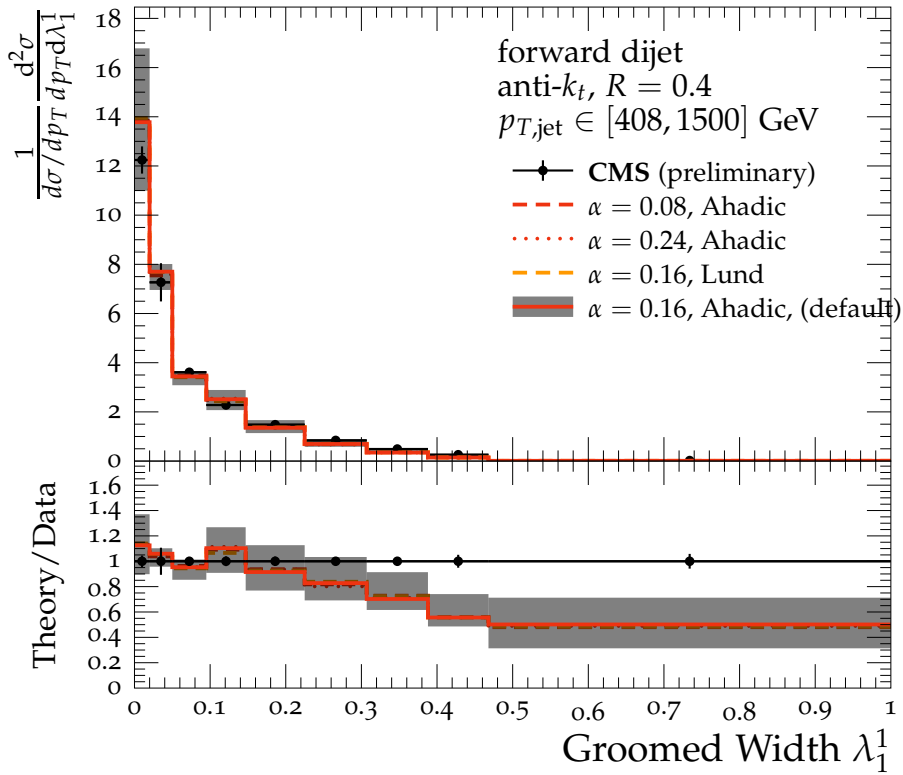 1/(dσ/dp_T) d²σ/(dp_T dλ¹₁)
18
16
14
12
10
8
6
4
2
0
forward dijet
anti-k_t, R = 0.4
p_T,jet ∈ [408, 1500] GeV
CMS (preliminary)
α = 0.08, Ahadic
α = 0.24, Ahadic
α = 0.16, Lund
α = 0.16, Ahadic, (default)
Theory/Data
1.6
1.4
1.2
1
0.8
0.6
0.4
0.2
0
0 0.1 0.2 0.3 0.4 0.5 0.6 0.7 0.8 0.9 1
Groomed Width λ¹₁